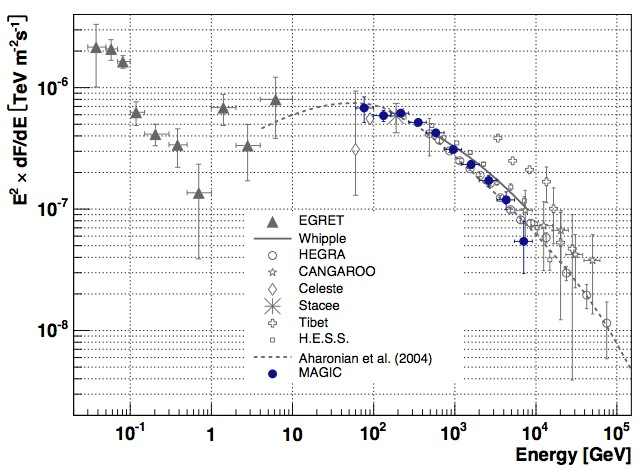 E² × dF/dE [TeV m⁻²s⁻¹]
10⁻⁶
10⁻⁷
10⁻⁸
EGRET
Whipple
HEGRA
CANGAROO
Celeste
Stacee
Tibet
H.E.S.S.
Aharonian et al. (2004)
MAGIC
10⁻¹ 1 10 10² 10³ 10⁴ 10⁵
Energy [GeV]